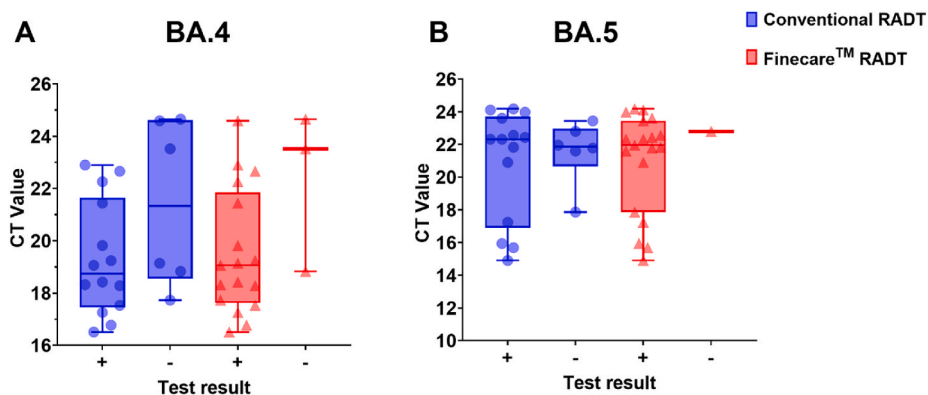 A
BA.4
B
BA.5
Conventional RADT
Finecare™ RADT
CT Value
26
24
22
20
18
16
+
-
+
-
Test result
CT Value
26
24
22
20
18
16
14
12
10
+
-
+
-
Test result